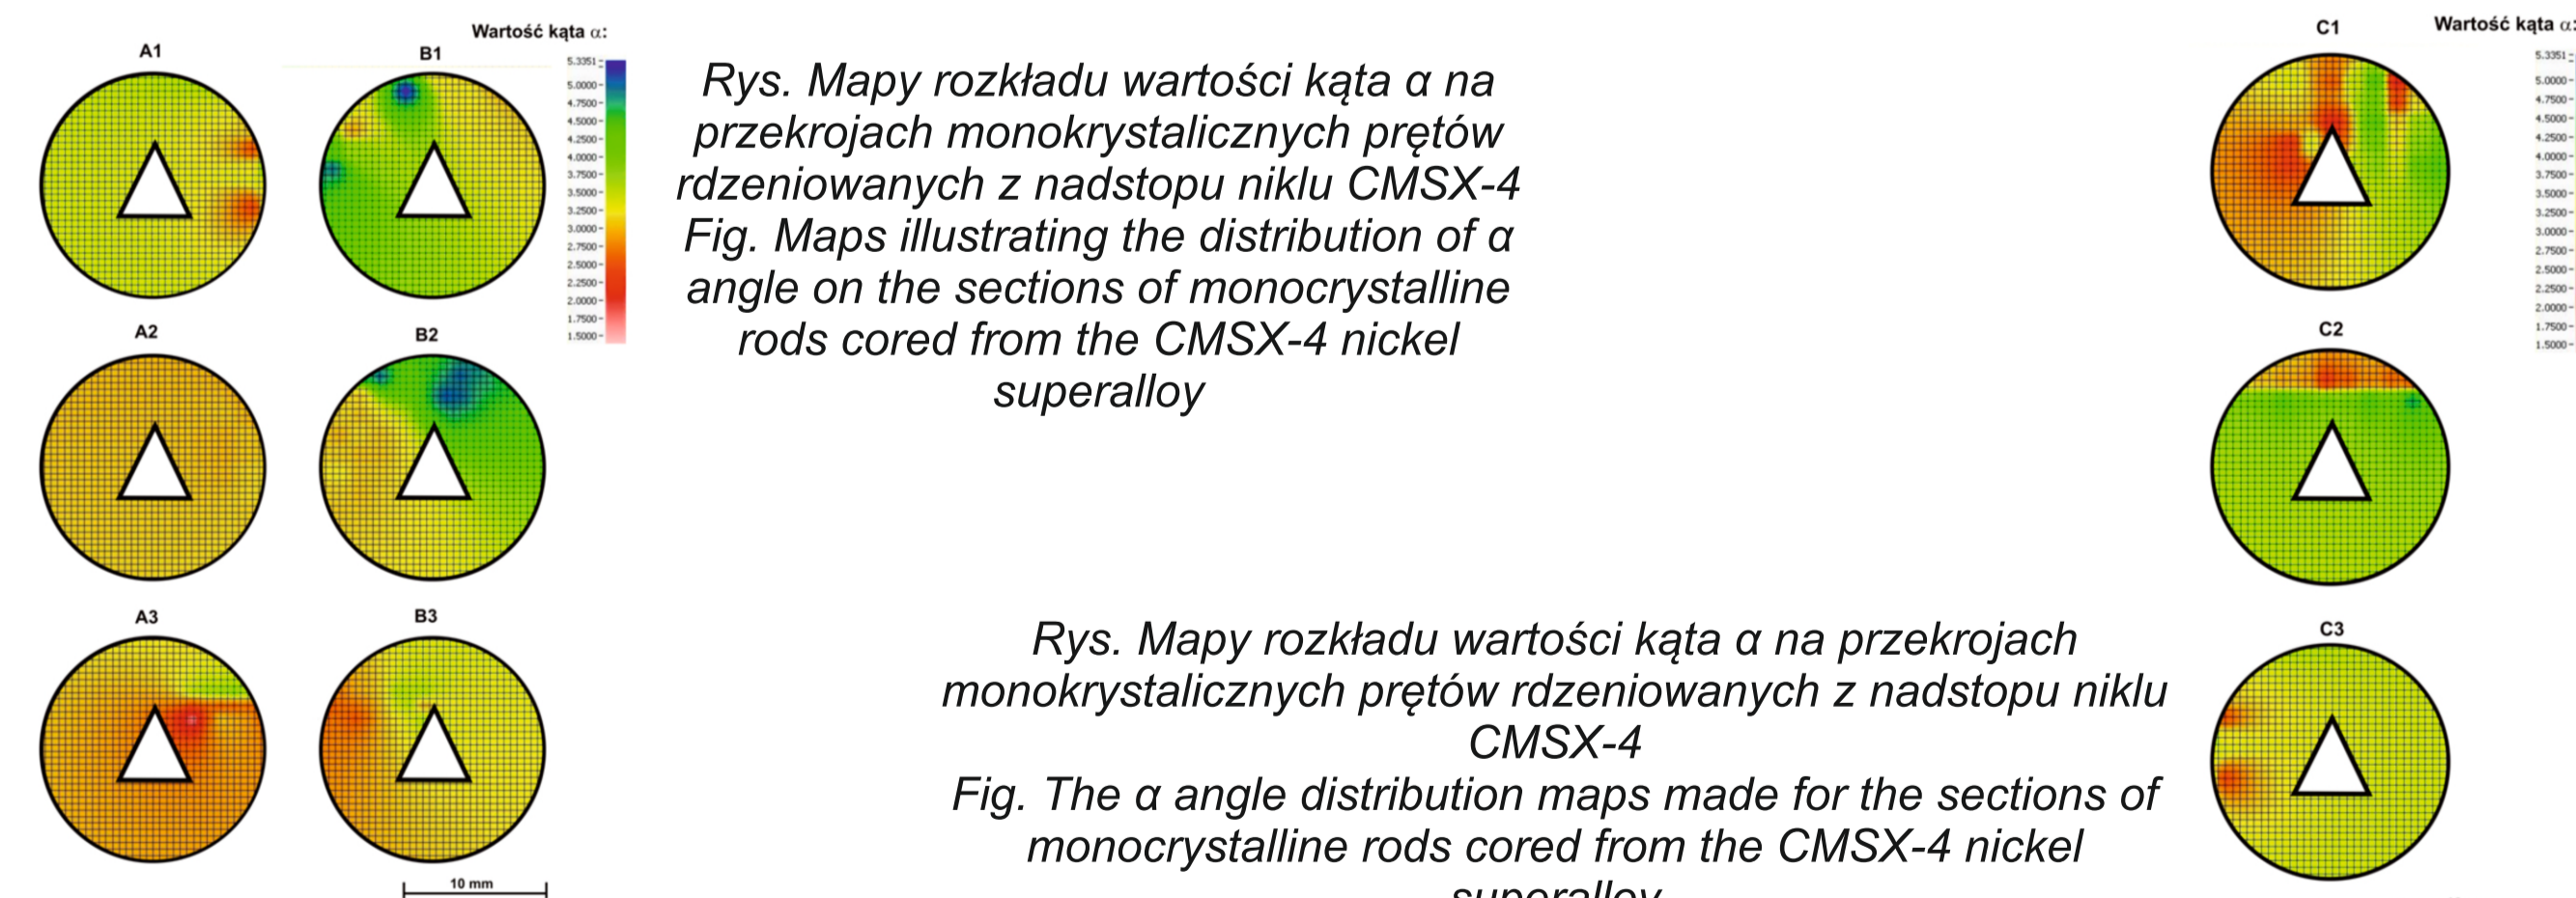 Wartość kąta α:
A1
B1
5.3351
5.0000
4.7500
4.5000
4.2500
4.0000
3.7500
3.5000
3.2500
3.0000
2.7500
2.5000
2.2500
2.0000
1.7500
1.5000
A2
B2
A3
B3
10 mm
Rys. Mapy rozkładu wartości kąta α na
przekrojach monokrystalicznych prętów
rdzeniowanych z nadstopu niklu CMSX-4
Fig. Maps illustrating the distribution of α
angle on the sections of monocrystalline
rods cored from the CMSX-4 nickel
superalloy
Rys. Mapy rozkładu wartości kąta α na przekrojach
monokrystalicznych prętów rdzeniowanych z nadstopu niklu
CMSX-4
Fig. The α angle distribution maps made for the sections of
monocrystalline rods cored from the CMSX-4 nickel
superalloy
C1
Wartość kąta α:
5.3351
5.0000
4.7500
4.5000
4.2500
4.0000
3.7500
3.5000
3.2500
3.0000
2.7500
2.5000
2.2500
2.0000
1.7500
1.5000
C2
C3